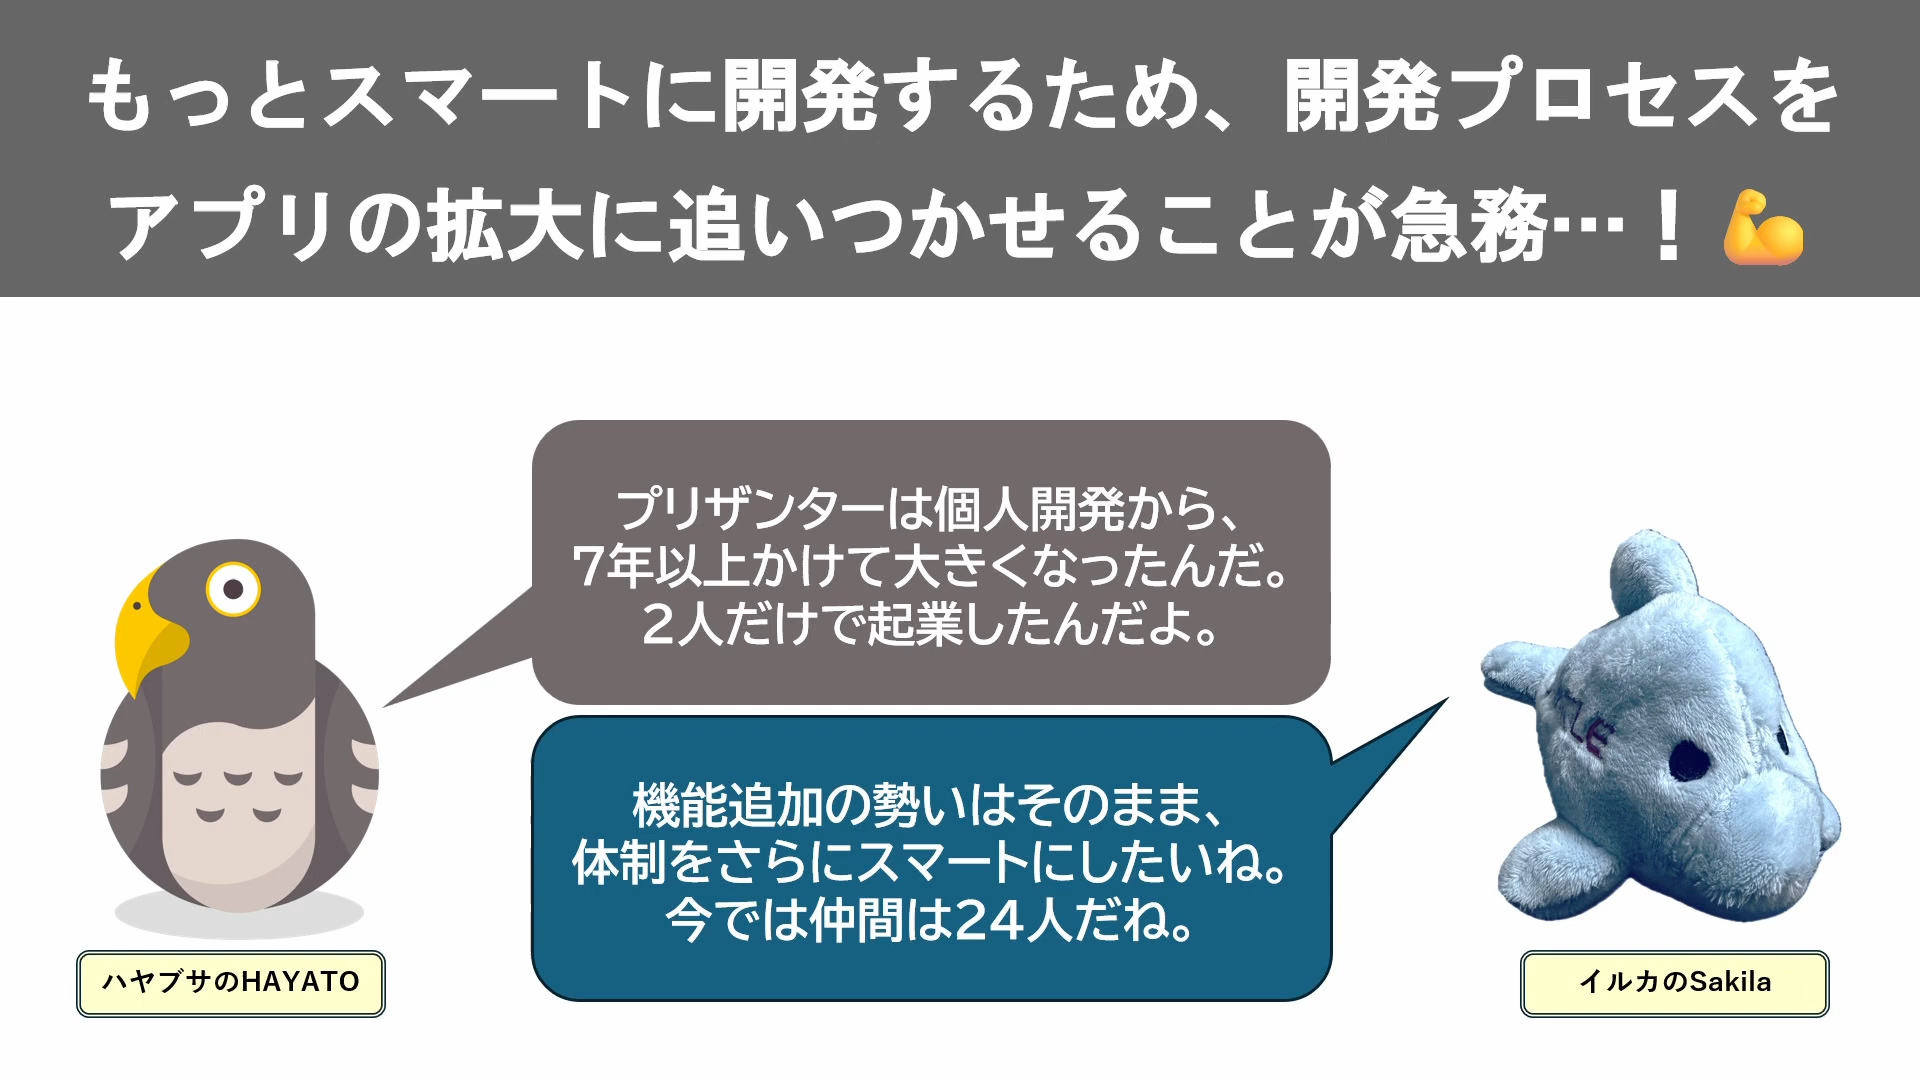 もっとスマートに開発するため、開発プロセスを
アプリの拡大に追いつかせることが急務…！💪
プリザンターは個人開発から、
7年以上かけて大きくなったんだ。
2人だけで起業したんだよ。
機能追加の勢いはそのまま、
体制をさらにスマートにしたいね。
今では仲間は24人だね。
ハヤブサのHAYATO
イルカのSakila